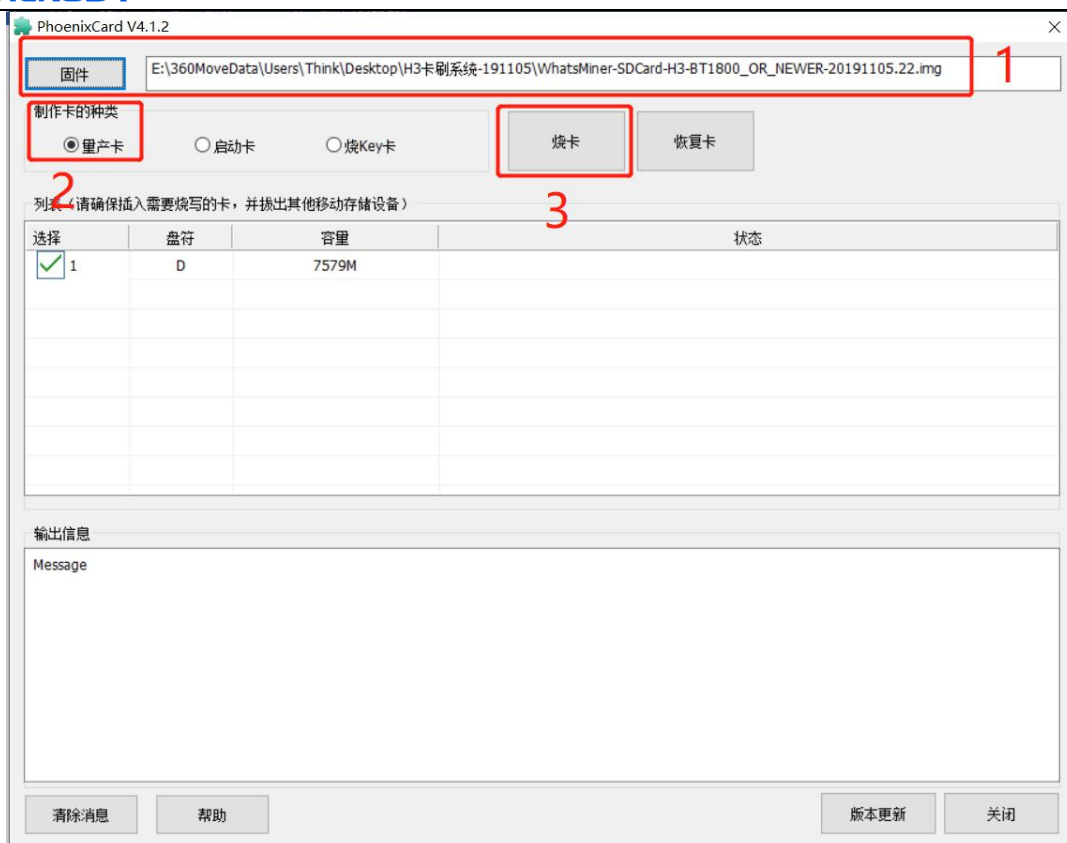 PhoenixCard V4.1.2
固件 E:\360MoveData\Users\Think\Desktop\H3卡刷系统-191105\WhatsMiner-SDCard-H3-BT1800_OR_NEWER-20191105.22.img 1
制作卡的种类
量产卡 启动卡 烧Key卡 烧卡 恢复卡
2 3
列表（请确保插入需要烧写的卡，并拔出其他移动存储设备）
选择 盘符 容量 状态
1 D 7579M
输出信息
Message
清除消息 帮助 版本更新 关闭